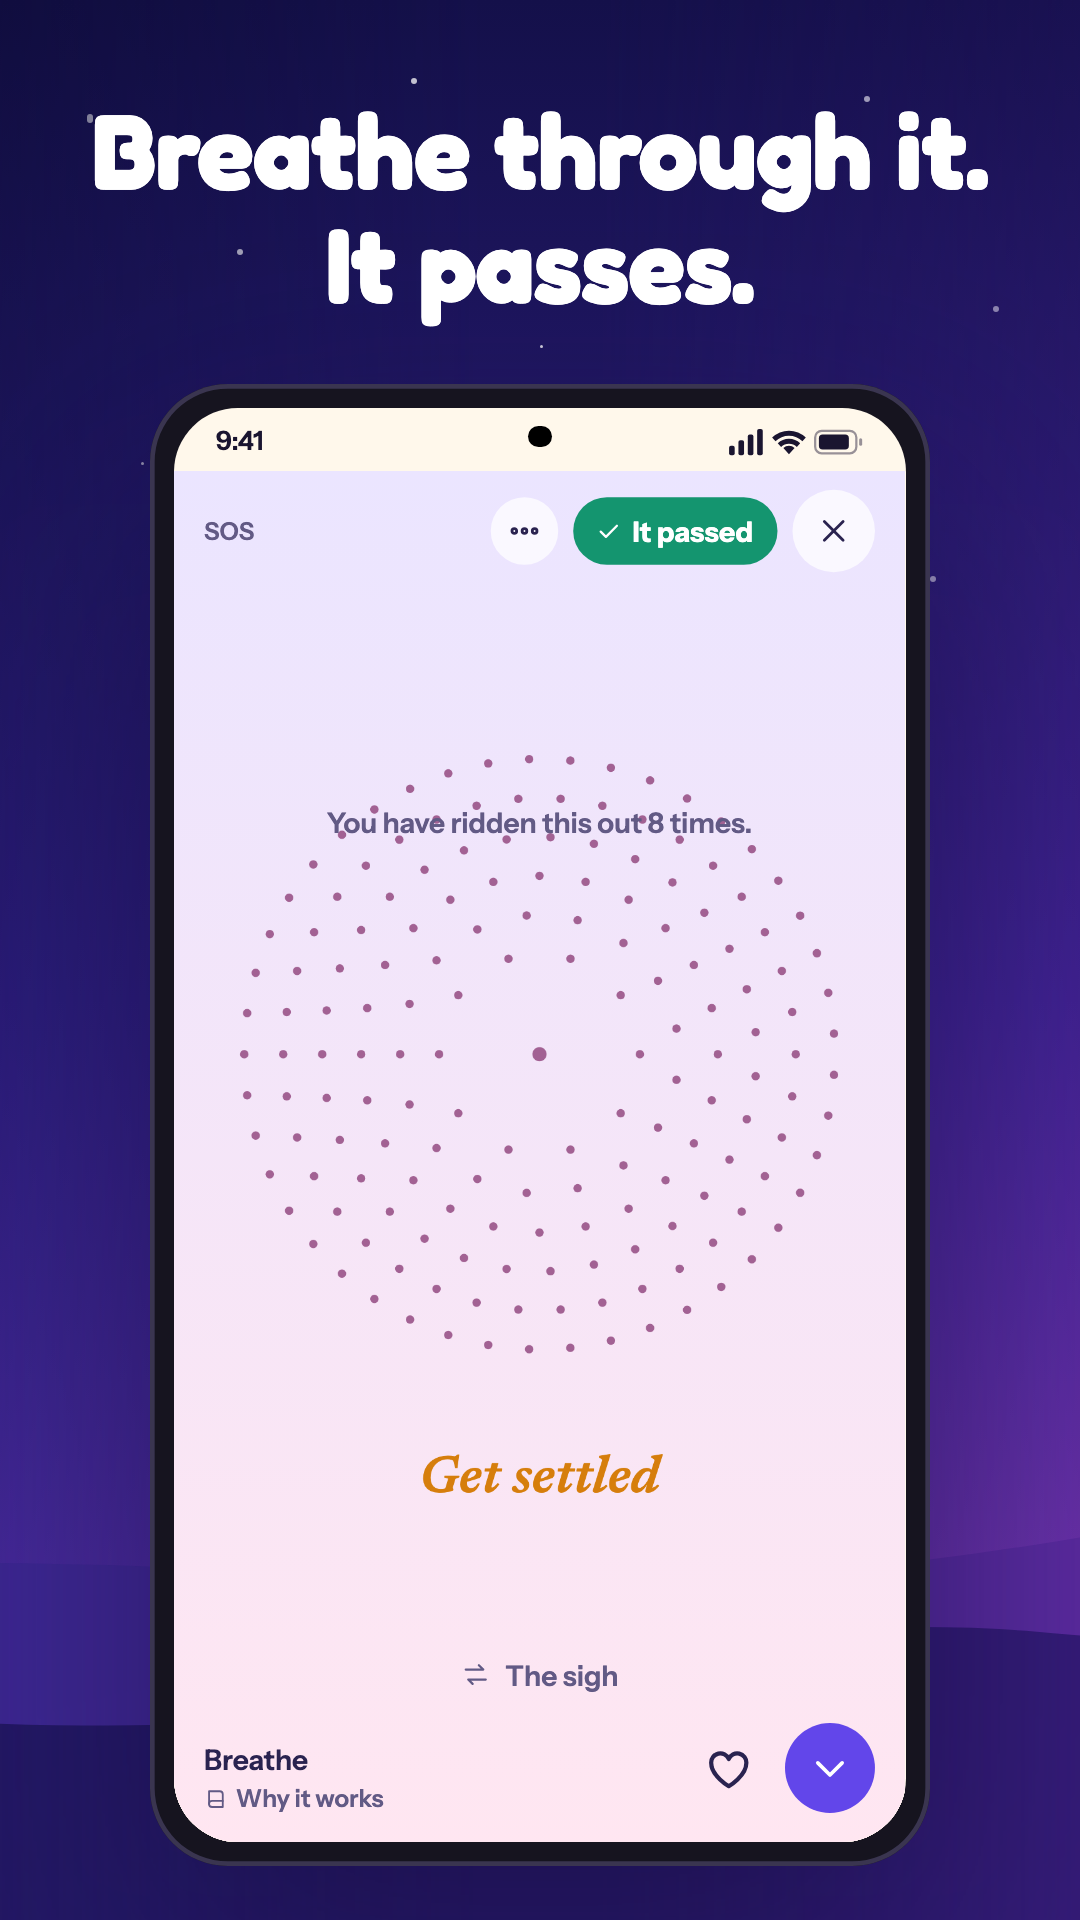 Breathe through it.
It passes.
9:41
SOS
It passed
You have ridden this out 8 times.
Get settled
The sigh
Breathe
Why it works